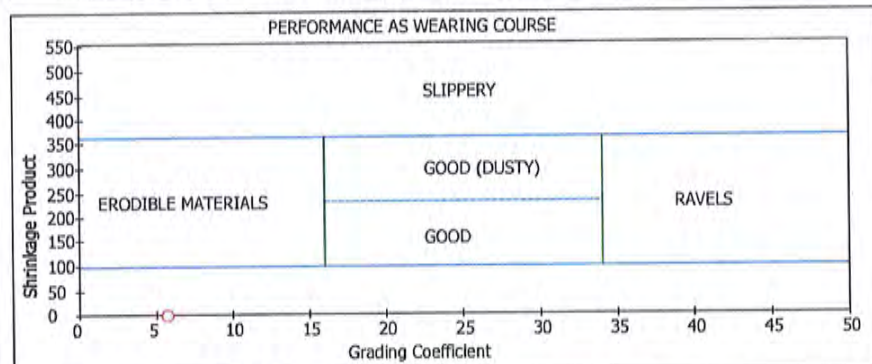 PERFORMANCE AS WEARING COURSE
550
500
450
400
350
300
250
200
150
100
50
0
Shrinkage Product
SLIPPERY
GOOD (DUSTY)
ERODIBLE MATERIALS
RAVELS
GOOD
0 5 10 15 20 25 30 35 40 45 50
Grading Coefficient